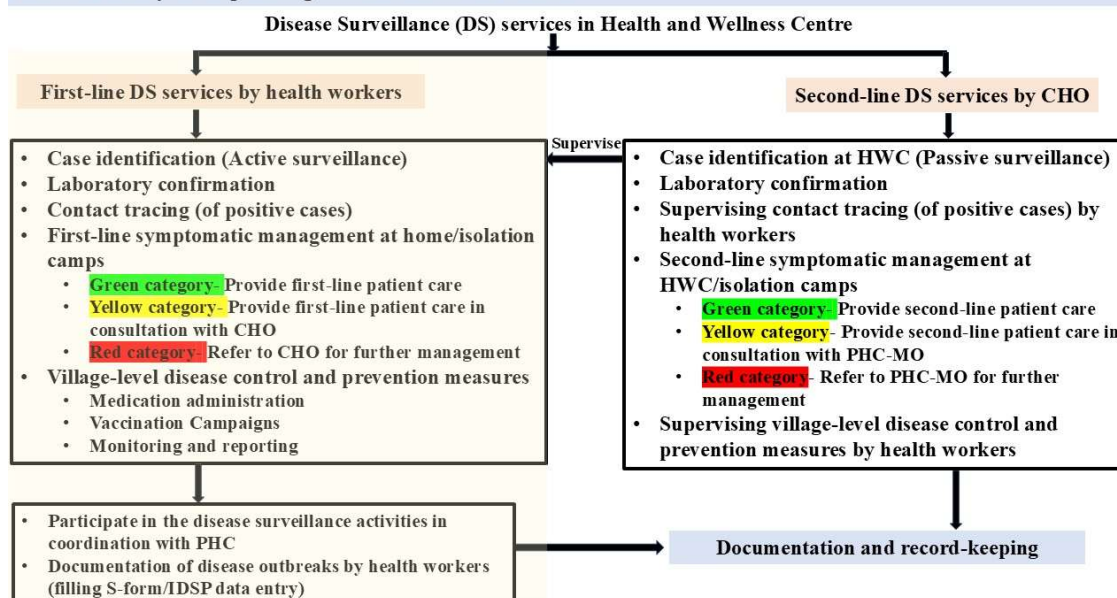 Disease Surveillance (DS) services in Health and Wellness Centre
First-line DS services by health workers
• Case identification (Active surveillance)
• Laboratory confirmation
• Contact tracing (of positive cases)
• First-line symptomatic management at home/isolation
camps
• Green category- Provide first-line patient care
• Yellow category- Provide first-line patient care in
consultation with CHO
• Red category- Refer to CHO for further management
• Village-level disease control and prevention measures
• Medication administration
• Vaccination Campaigns
• Monitoring and reporting
• Participate in the disease surveillance activities in
coordination with PHC
• Documentation of disease outbreaks by health workers
(filling S-form/IDSP data entry)
Supervise
Second-line DS services by CHO
• Case identification at HWC (Passive surveillance)
• Laboratory confirmation
• Supervising contact tracing (of positive cases) by
health workers
• Second-line symptomatic management at
HWC/isolation camps
• Green category- Provide second-line patient care
• Yellow category- Provide second-line patient care in
consultation with PHC-MO
• Red category- Refer to PHC-MO for further
management
• Supervising village-level disease control and
prevention measures by health workers
Documentation and record-keeping